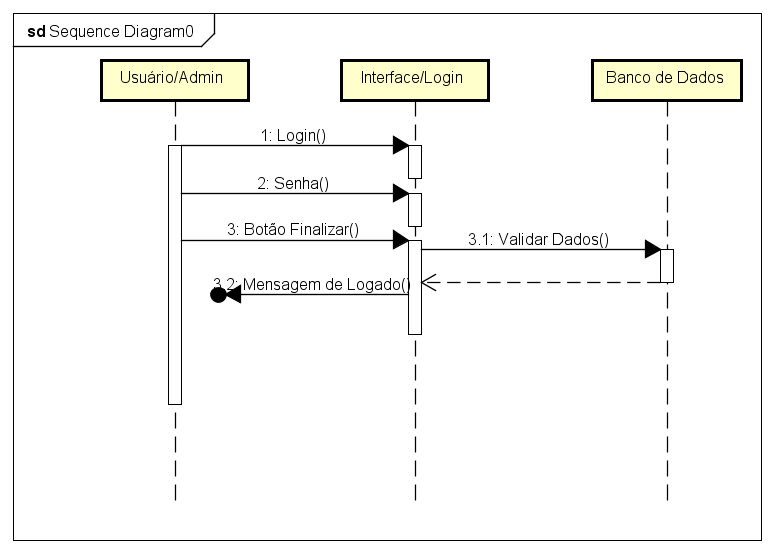 sd Sequence Diagram0
Usuário/Admin
Interface/Login
Banco de Dados
1: Login()
2: Senha()
3: Botão Finalizar()
3.1: Validar Dados()
3.2: Mensagem de Logado()